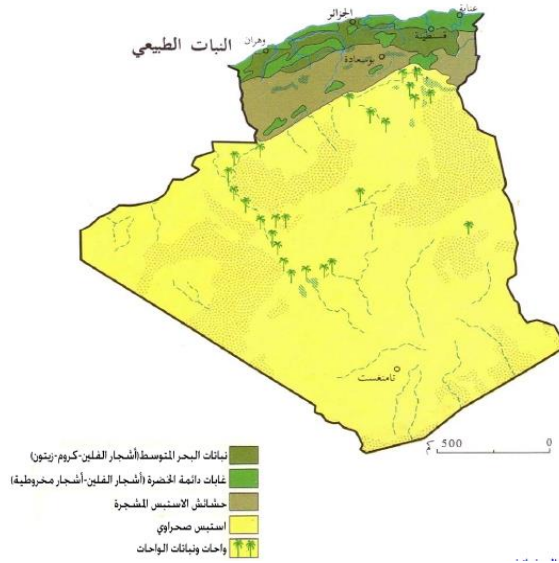 عنابة
الجزائر
قسنطينة
وهران
النبات الطبيعي
بوسعادة
تامنغست
500 كم
0
نباتات البحر المتوسط (أشجار الفلين-كروم-زيتون)
غابات دائمة الخضرة (أشجار الفلين-أشجار مخروطية)
حشائش الاستبس المشجرة
استبس صحراوي
واحات ونباتات الواحات